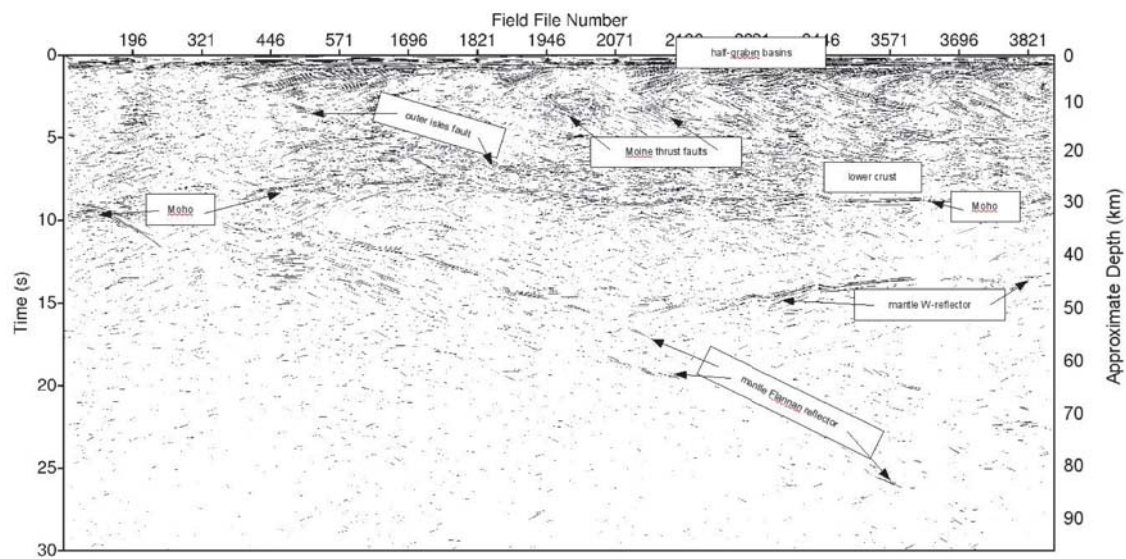 Field File Number
196 321 446 571 1696 1821 1946 2071 3571 3696 3821
half-graben basins
0 0
10
outer isles fault
5
Moine thrust faults
20
lower crust
Moho Moho
10 30
40
mantle W-reflector
15 50
60
mantle Flannan reflector
20
70
25 80
90
30
Time (s)
Approximate Depth (km)